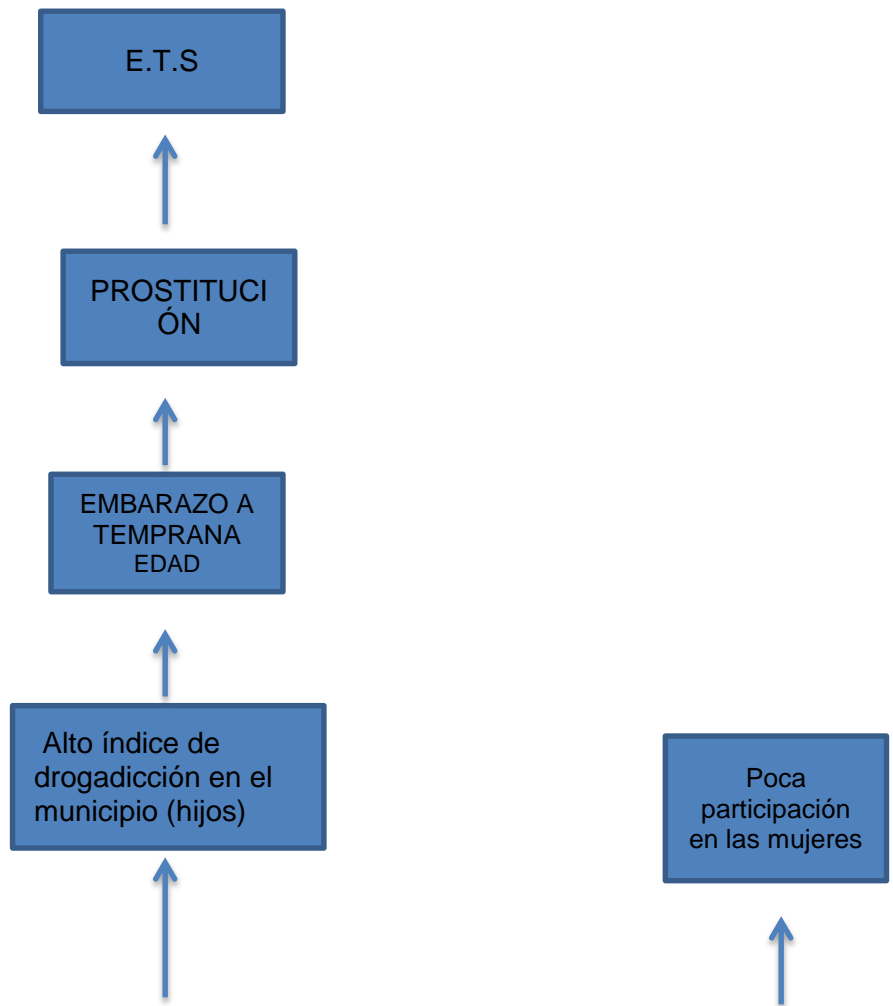 E.T.S
PROSTITUCI
ÓN
EMBARAZO A
TEMPRANA
EDAD
Alto índice de
drogadicción en el
municipio (hijos)
Poca
participación
en las mujeres